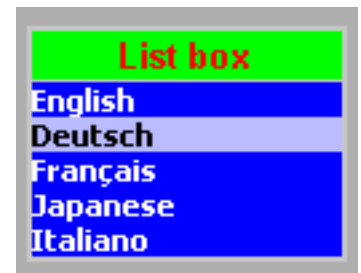 List box
English
Deutsch
Français
Japanese
Italiano